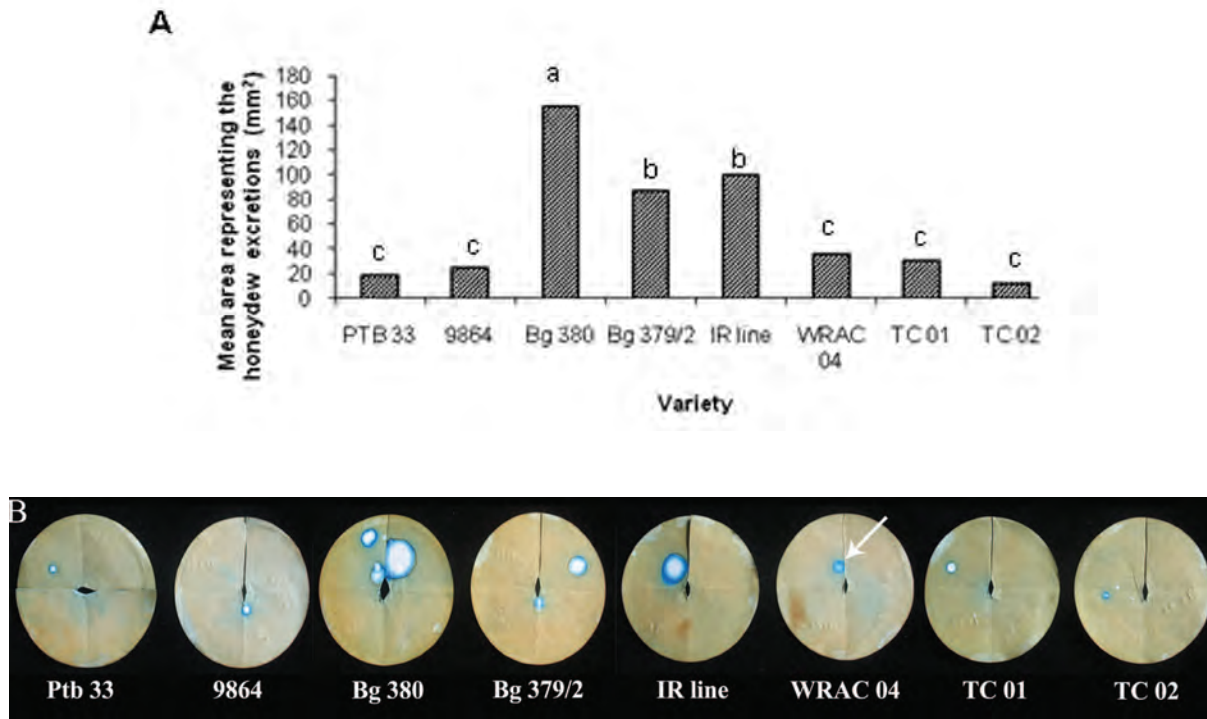 A
Mean area representing the
honeydew excretions (mm²)
180
160
140
120
100
80
60
40
20
0
c
c
a
b
b
c
c
c
PTB 33
9864
Bg 380
Bg 379/2
IR line
WRAC
04
TC 01
TC 02
Variety
B
Ptb 33
9864
Bg 380
Bg 379/2
IR line
WRAC 04
TC 01
TC 02